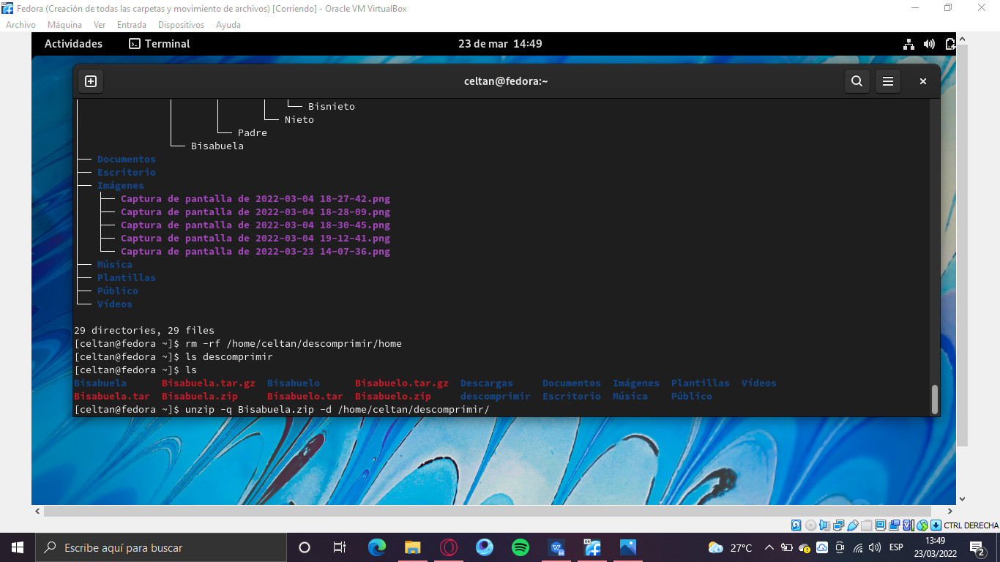 Fedora (Creación de todas las carpetas y movimiento de archivos) [Corriendo] - Oracle VM VirtualBox
Archivo Máquina Ver Entrada Dispositivos Ayuda
Actividades Terminal 23 de mar 14:49
celtan@fedora:~
Bisnieto
Nieto
Padre
Bisabuela
Documentos
Escritorio
Imágenes
Captura de pantalla de 2022-03-04 18-27-42.png
Captura de pantalla de 2022-03-04 18-28-09.png
Captura de pantalla de 2022-03-04 18-30-45.png
Captura de pantalla de 2022-03-04 19-12-41.png
Captura de pantalla de 2022-03-23 14-07-36.png
Música
Plantillas
Público
Vídeos
29 directories, 29 files
[celtan@fedora ~]$ rm -rf /home/celtan/descomprimir/home
[celtan@fedora ~]$ ls descomprimir
[celtan@fedora ~]$ ls
Bisabuela Bisabuela.tar.gz Bisabuelo Bisabuelo.tar.gz Descargas Documentos Imágenes Plantillas Vídeos
Bisabuela.tar Bisabuela.zip Bisabuelo.tar Bisabuelo.zip descomprimir Escritorio Música Público
[celtan@fedora ~]$ unzip -q Bisabuela.zip -d /home/celtan/descomprimir/
CTRL DERECHA
Escribe aquí para buscar
27°C
ESP
13:49
23/03/2022
2